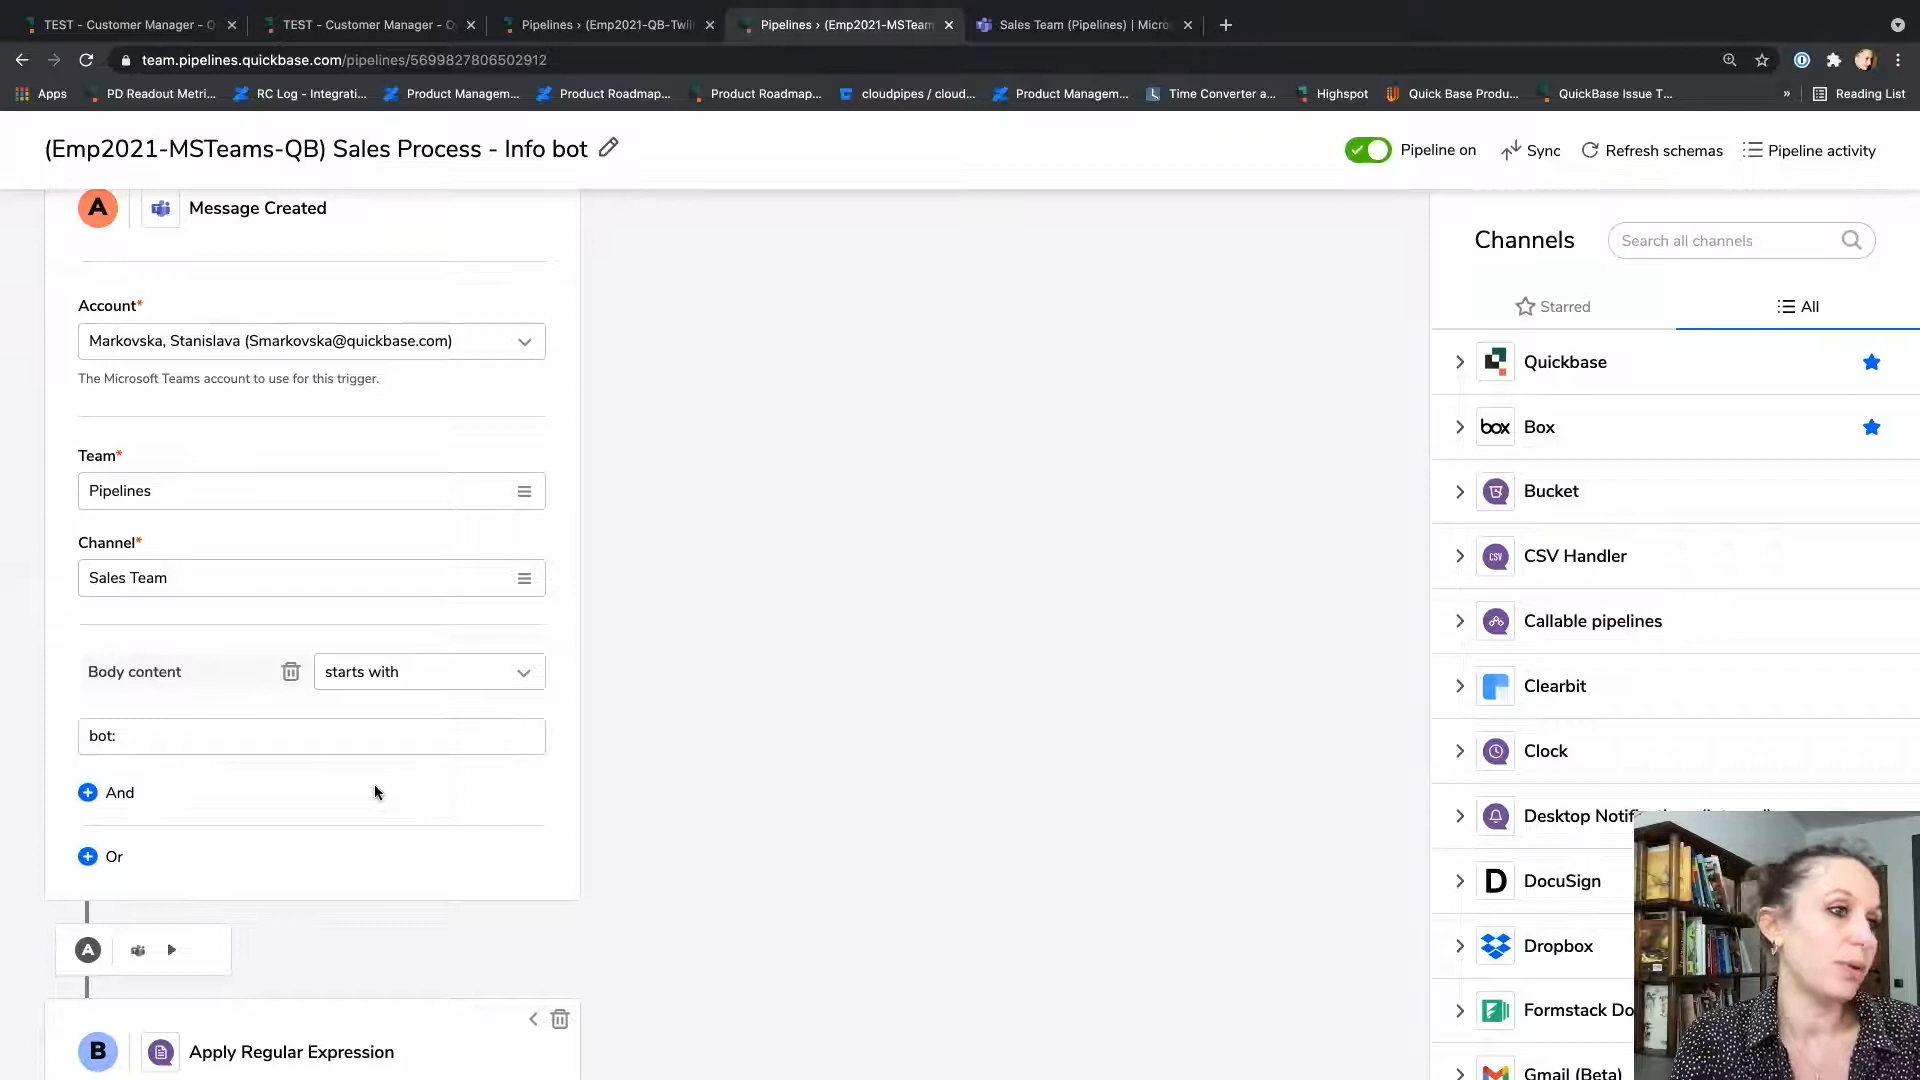 TEST - Customer Manager - Q
TEST - Customer Manager - Q
Pipelines › (Emp2021-QB-Twil
Pipelines › (Emp2021-MSTeam
Sales Team (Pipelines) | Micro
team.pipelines.quickbase.com/pipelines/5699827806502912
Apps
PD Readout Metri...
RC Log - Integrati...
Product Managem...
Product Roadmap...
Product Roadmap...
cloudpipes / cloud...
Product Managem...
Time Converter a...
Highspot
Quick Base Produ...
QuickBase Issue T...
»
Reading List
(Emp2021-MSTeams-QB) Sales Process - Info bot
Pipeline on
Sync
Refresh schemas
Pipeline activity
A
Message Created
Account*
Markovska, Stanislava (Smarkovska@quickbase.com)
The Microsoft Teams account to use for this trigger.
Team*
Pipelines
Channel*
Sales Team
Body content
starts with
bot:
And
Or
A
B
Apply Regular Expression
Channels
Search all channels
Starred
All
Quickbase
box
Box
Bucket
CSV
CSV Handler
Callable pipelines
Clearbit
Clock
D
DocuSign
Dropbox
Formstack Do
Gmail (Beta)